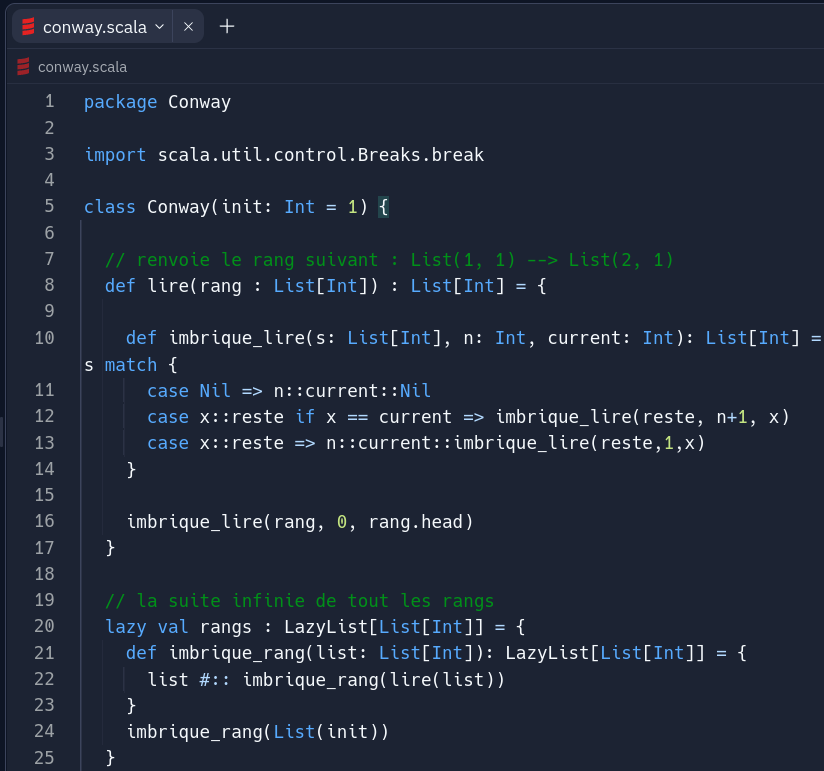 conway.scala
conway.scala
1 package Conway
2
3 import scala.util.control.Breaks.break
4
5 class Conway(init: Int = 1) {
6
7 // renvoie le rang suivant : List(1, 1) --> List(2, 1)
8 def lire(rang : List[Int]) : List[Int] = {
9
10 def imbrique_lire(s: List[Int], n: Int, current: Int): List[Int] =
s match {
11 case Nil => n::current::Nil
12 case x::reste if x == current => imbrique_lire(reste, n+1, x)
13 case x::reste => n::current::imbrique_lire(reste,1,x)
14 }
15
16 imbrique_lire(rang, 0, rang.head)
17 }
18
19 // la suite infinie de tout les rangs
20 lazy val rangs : LazyList[List[Int]] = {
21 def imbrique_rang(list: List[Int]): LazyList[List[Int]] = {
22 list #:: imbrique_rang(lire(list))
23 }
24 imbrique_rang(List(init))
25 }